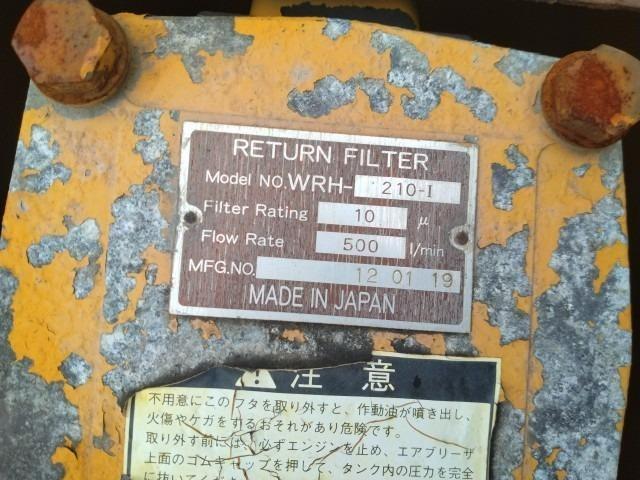 RETURN FILTER
Model NO.WRH- 210-I
Filter Rating 10 μ
Flow Rate 500 l/min
MFG.NO. 12 01 19
MADE IN JAPAN
注意
不用意にこのフタを取り外すと、作動油が噴き出し、
火傷やケガをするおそれがあり危険です。
取り外す前には、必ずエンジンを止め、エアブリーザ
上面のゴムキャップを押して、タンク内の圧力を完全
に抜いて